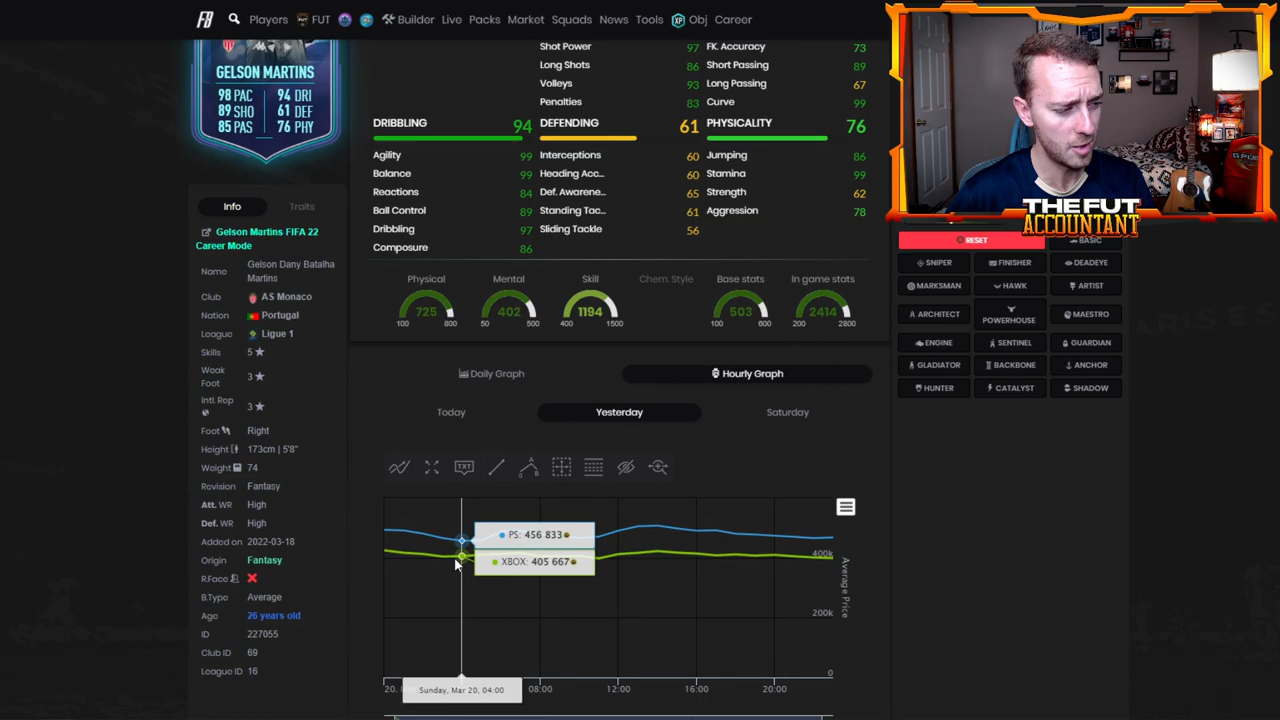 FB Players FUT Builder Live Packs Market Squads News Tools XP Obj Career
GELSON MARTINS
98 PAC 94 DRI
89 SHO 61 DEF
85 PAS 76 PHY
Shot Power 97
Long Shots 86
Volleys 93
Penalties 83
FK. Accuracy 73
Short Passing 89
Long Passing 67
Curve 99
DRIBBLING 94
Agility 99
Balance 99
Reactions 84
Ball Control 89
Dribbling 97
Composure 86
DEFENDING 61
Interceptions 60
Heading Acc... 60
Def. Awarene... 65
Standing Tac... 61
Sliding Tackle 56
PHYSICALITY 76
Jumping 86
Stamina 99
Strength 62
Aggression 78
Info Traits
Gelson Martins FIFA 22
Career Mode
Name Gelson Dany Batalha
Martins
Club AS Monaco
Nation Portugal
League Ligue 1
Skills 5
Weak
Foot 3
Intl. Rep 3
Foot Right
Height 173cm | 5'8"
Weight 74
Revision Fantasy
Att. WR High
Def. WR High
Added on 2022-03-18
Origin Fantasy
R.Face
B.Type Average
Age 26 years old
ID 227055
Club ID 69
League ID 16
Physical Mental Skill Chem. Style Base stats In game stats
725 402 1194 503 2414
100 800 50 500 400 1500 100 600 200 2800
Daily Graph Hourly Graph
Today Yesterday Saturday
TXT
A
0 B
PS: 456 833
XBOX: 405 667
400k
200k
0
Average Price
20. 08:00 12:00 16:00 20:00
Sunday, Mar 20, 04:00
THE FUT
ACCOUNTANT
G FUEL
RESET BASIC
SNIPER FINISHER DEADEYE
MARKSMAN HAWK ARTIST
ARCHITECT POWERHOUSE MAESTRO
ENGINE SENTINEL GUARDIAN
GLADIATOR BACKBONE ANCHOR
HUNTER CATALYST SHADOW